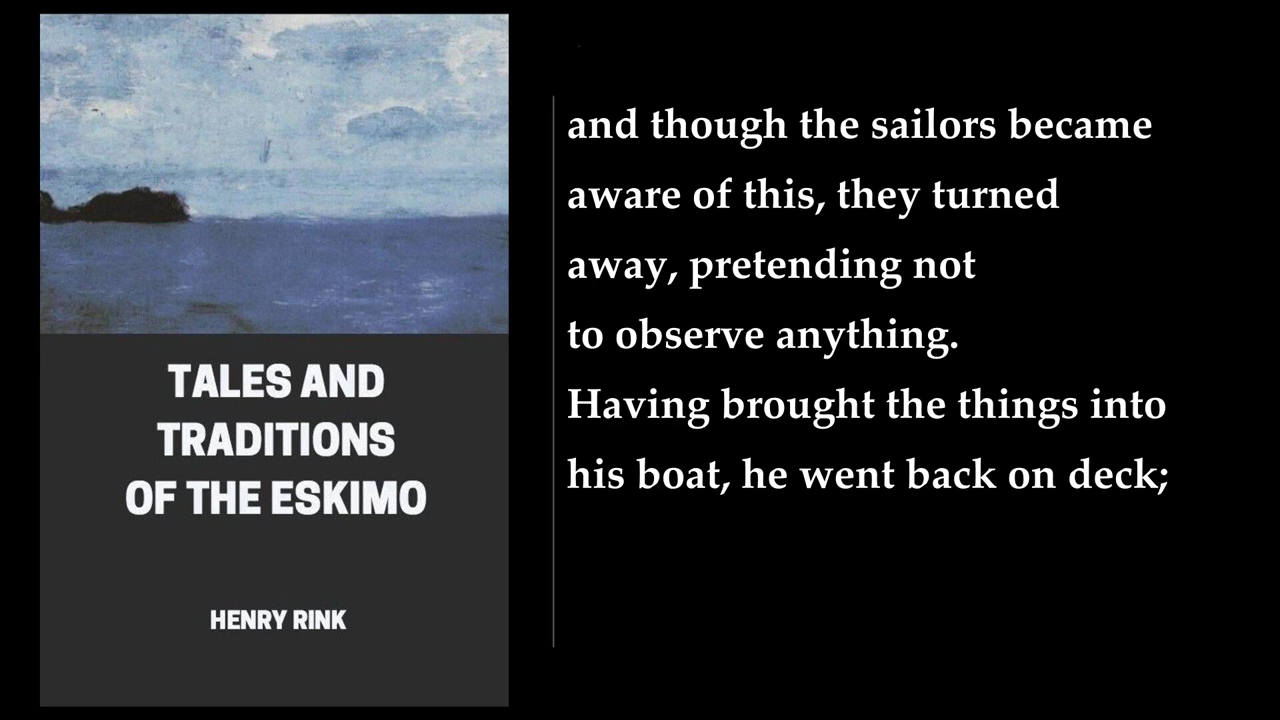 TALES AND
TRADITIONS
OF THE ESKIMO
HENRY RINK
and though the sailors became
aware of this, they turned
away, pretending not
to observe anything.
Having brought the things into
his boat, he went back on deck;